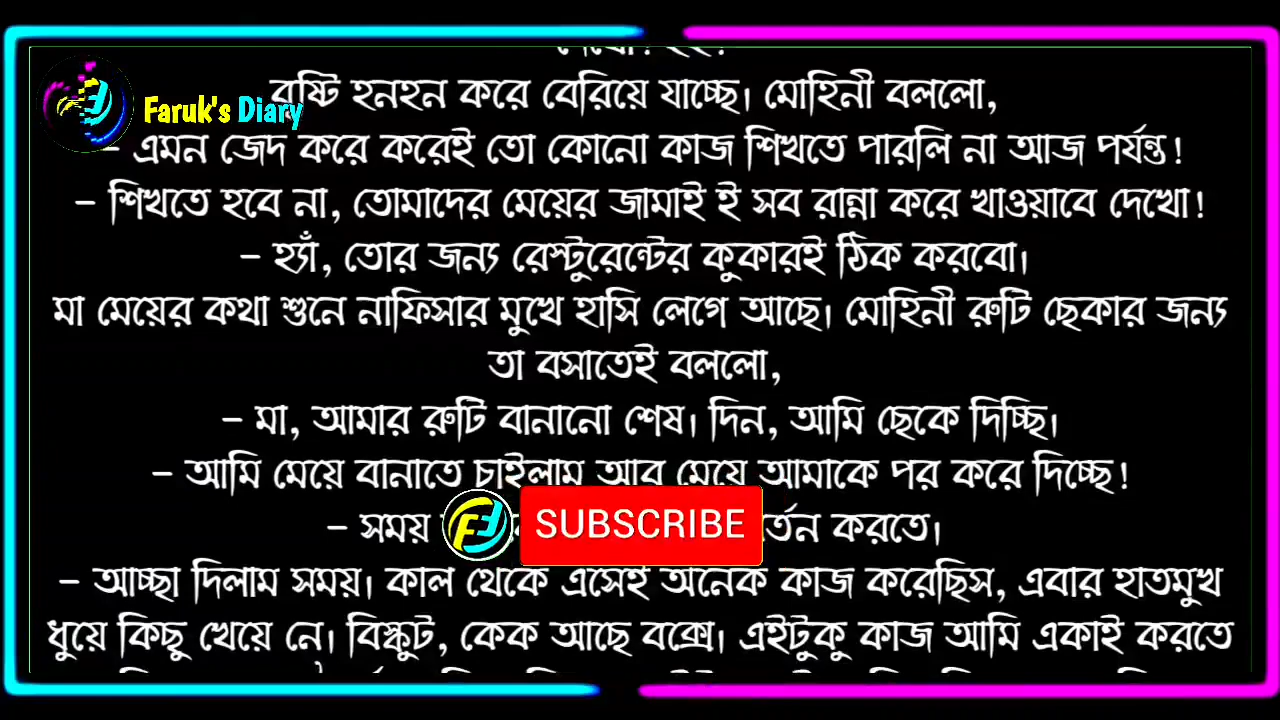 Faruk's Diary
বৃষ্টি হনহন করে বেরিয়ে যাচ্ছে। মোহিনী বললো,
- এমন জেদ করে করেই তো কোনো কাজ শিখতে পারলি না আজ পর্যন্ত!
- শিখতে হবে না, তোমাদের মেয়ের জামাই ই সব রান্না করে খাওয়াবে দেখো!
- হ্যাঁ, তোর জন্য রেস্টুরেন্টের কুকারই ঠিক করবো।
মা মেয়ের কথা শুনে নাফিসার মুখে হাসি লেগে আছে। মোহিনী রুটি ছেকার জন্য
তা বসাতেই বললো,
- মা, আমার রুটি বানানো শেষ। দিন, আমি ছেকে দিচ্ছি।
- আমি মেয়ে বানাতে চাইলাম আর মেয়ে আমাকে পর করে দিচ্ছে!
- সময় করতে।
SUBSCRIBE
- আচ্ছা দিলাম সময়। কাল থেকে এসেই অনেক কাজ করেছিস, এবার হাতমুখ
ধুয়ে কিছু খেয়ে নে। বিস্কুট, কেক আছে বক্সে। এইটুকু কাজ আমি একাই করতে